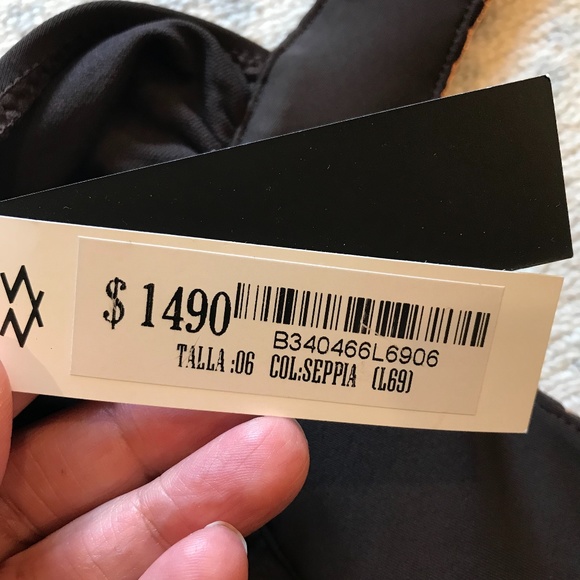 $ 1490
B340466L6906
TALLA :06 COL:SEPPIA (L69)